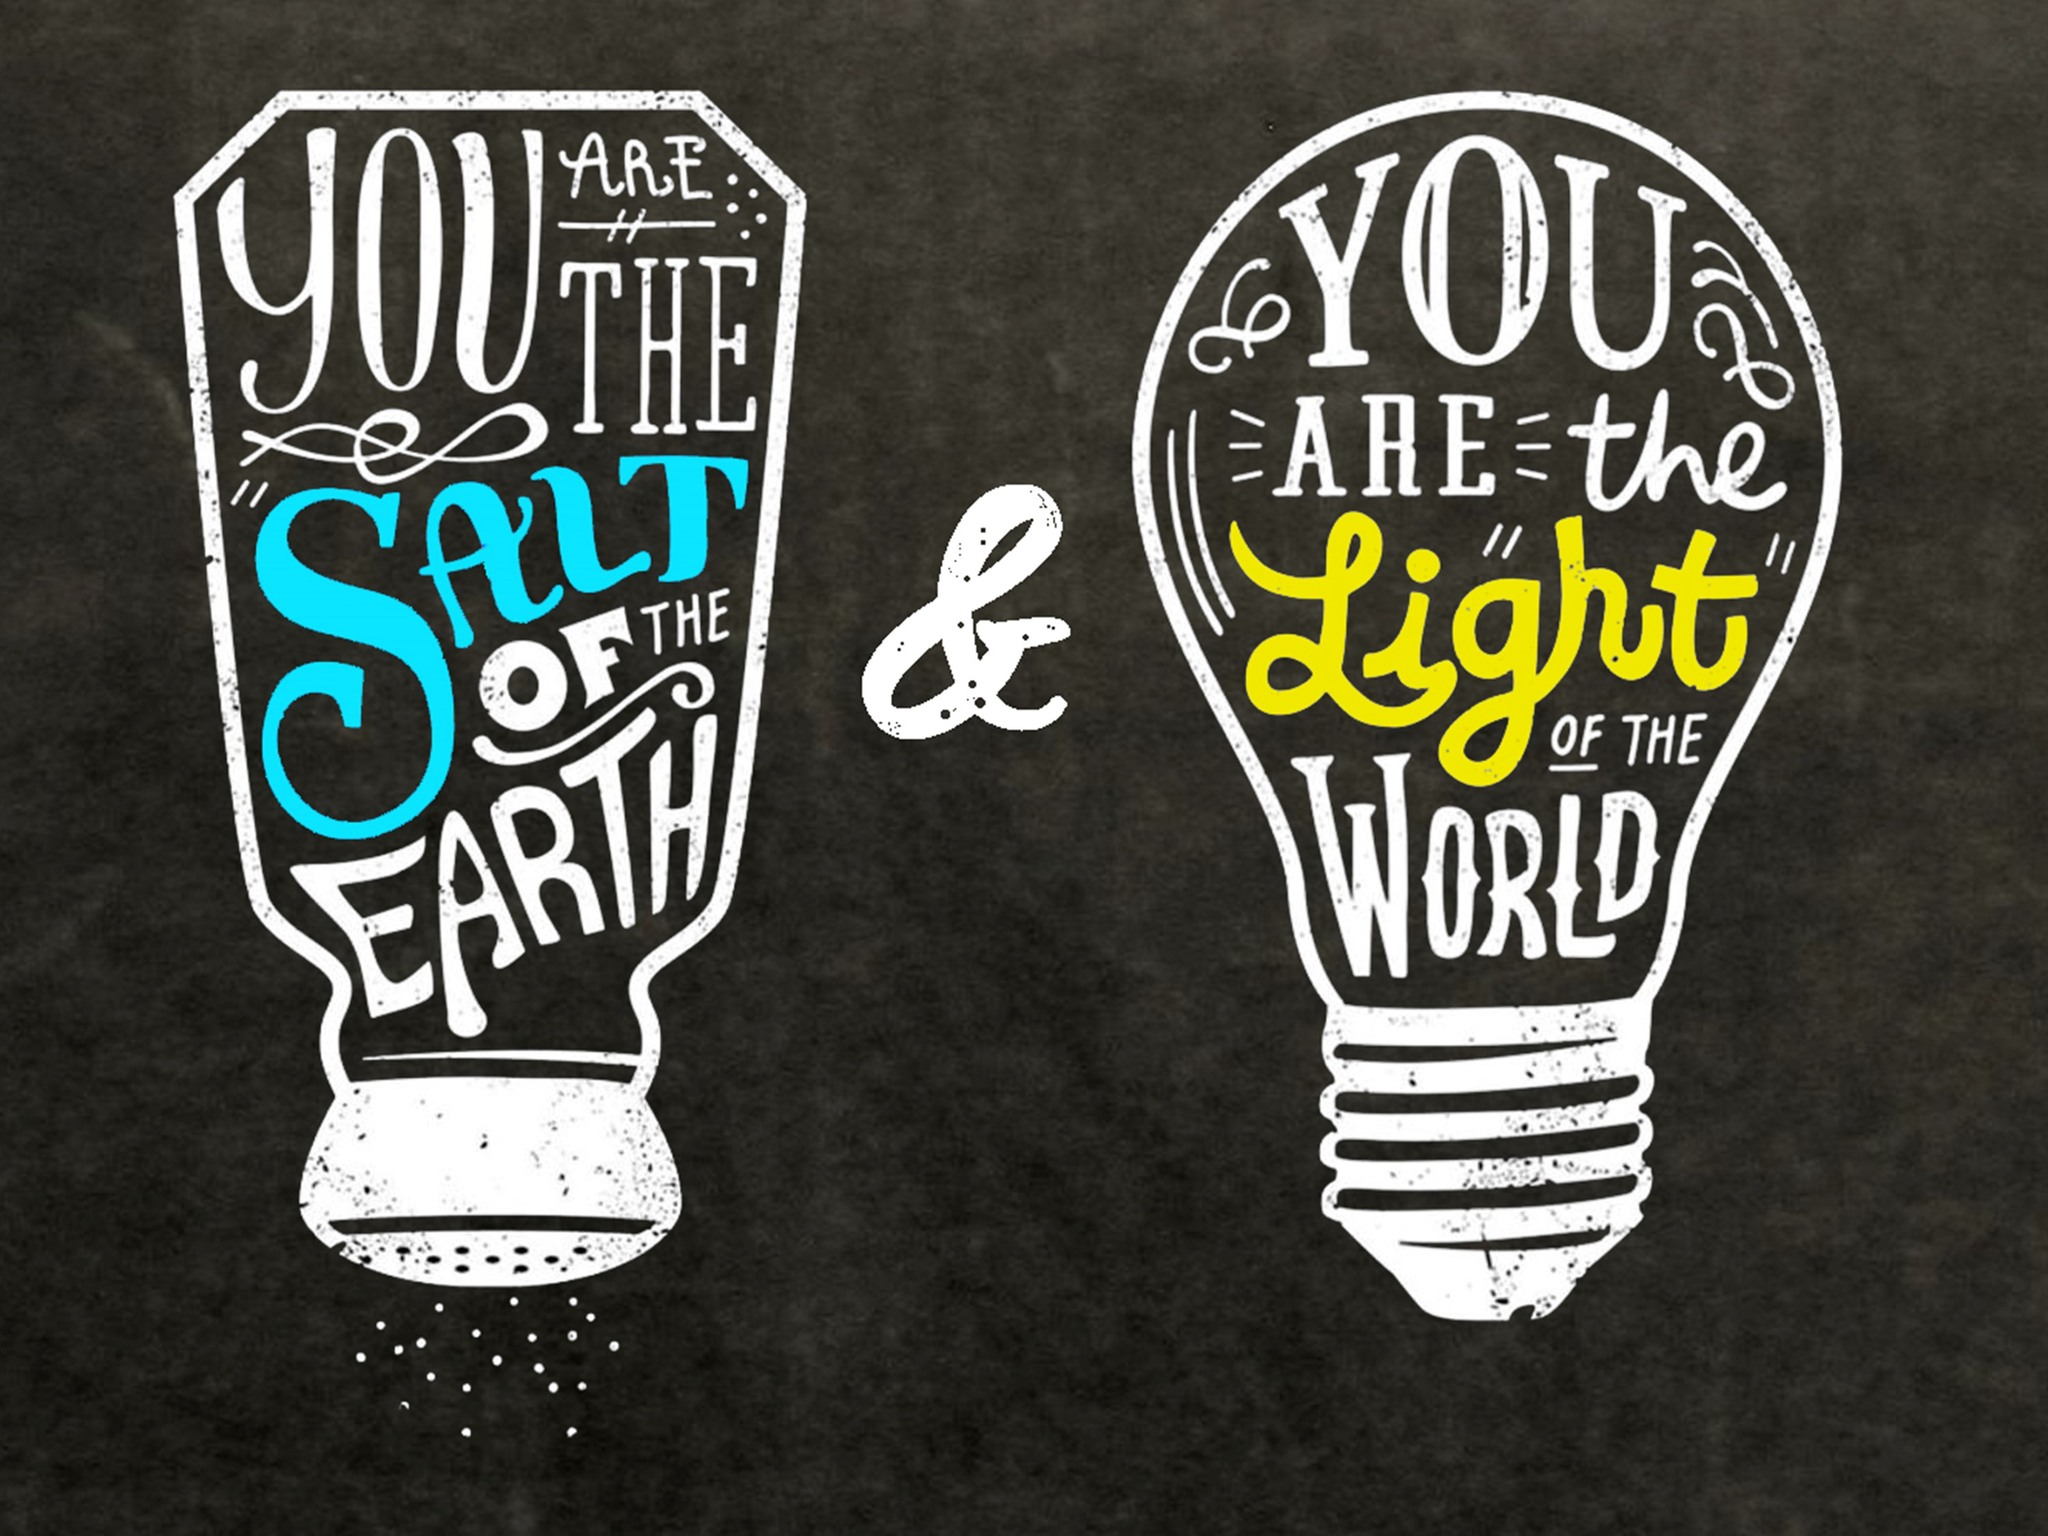 YOU ARE
THE
SALT
OF THE
EARTH
&
YOU
ARE the
Light
OF THE
WORLD